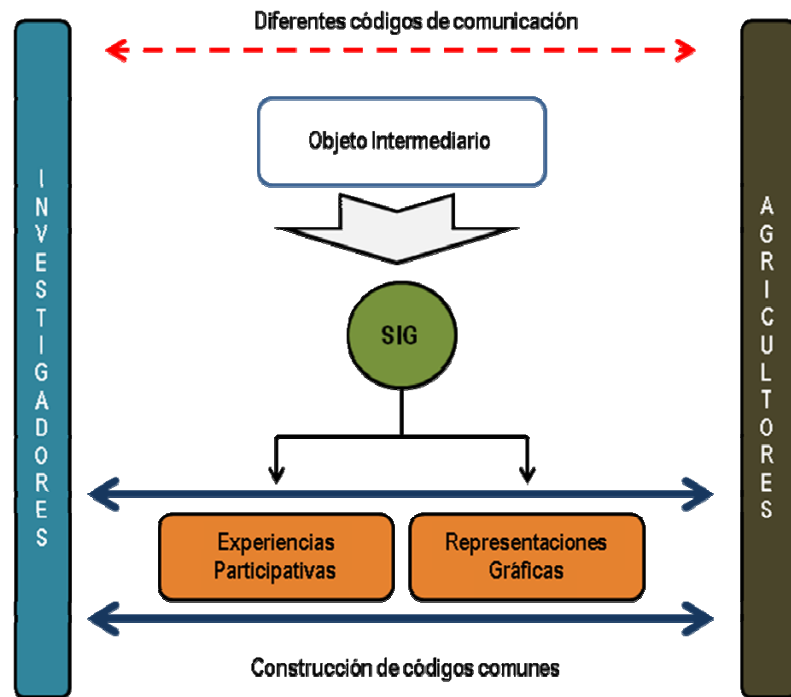 Diferentes códigos de comunicación
INVESTIGADORES
AGRICULTORES
Objeto Intermediario
SIG
Experiencias
Participativas
Representaciones
Gráficas
Construcción de códigos comunes